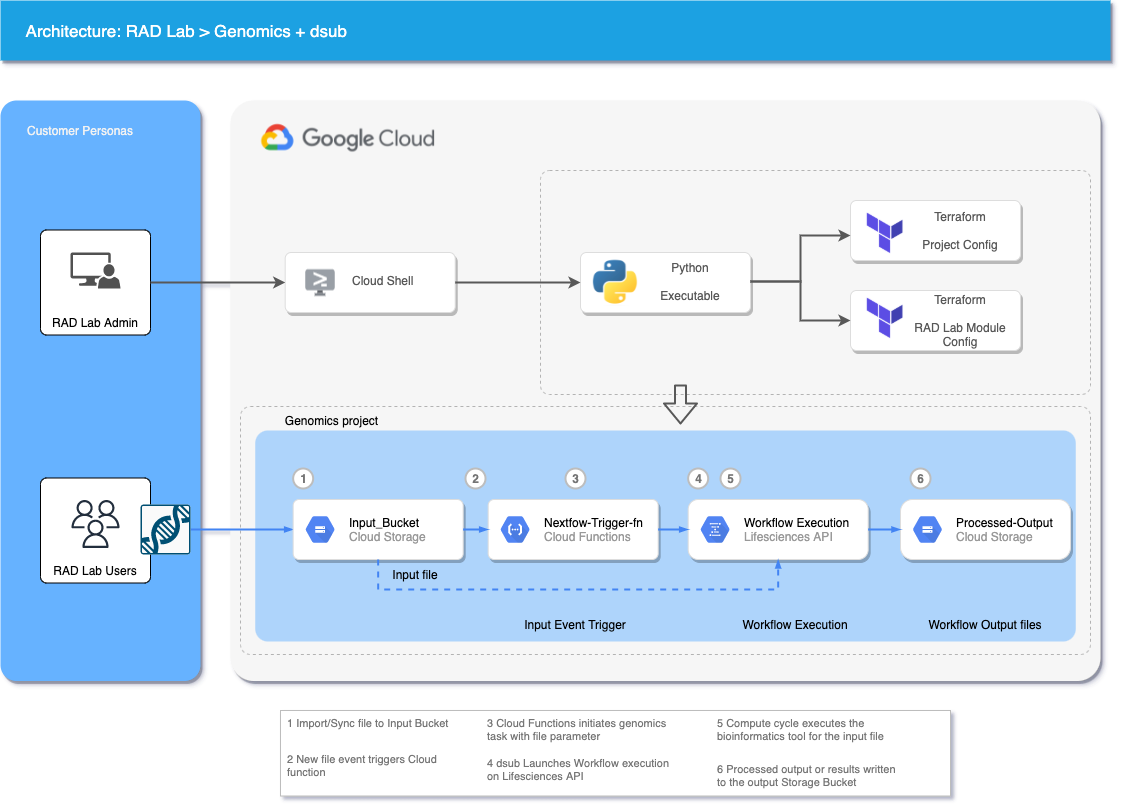 Architecture: RAD Lab > Genomics + dsub
Customer Personas
Google Cloud
RAD Lab Admin
Cloud Shell
Python
Executable
Terraform
Project Config
Terraform
RAD Lab Module
Config
RAD Lab Users
Genomics project
1
2
3
4
5
6
Input_Bucket
Cloud Storage
Nextfow-Trigger-fn
Cloud Functions
Workflow Execution
Lifesciences API
Processed-Output
Cloud Storage
Input file
Input Event Trigger
Workflow Execution
Workflow Output files
1 Import/Sync file to Input Bucket
2 New file event triggers Cloud
function
3 Cloud Functions initiates genomics
task with file parameter
4 dsub Launches Workflow execution
on Lifesciences API
5 Compute cycle executes the
bioinformatics tool for the input file
6 Processed output or results written
to the output Storage Bucket